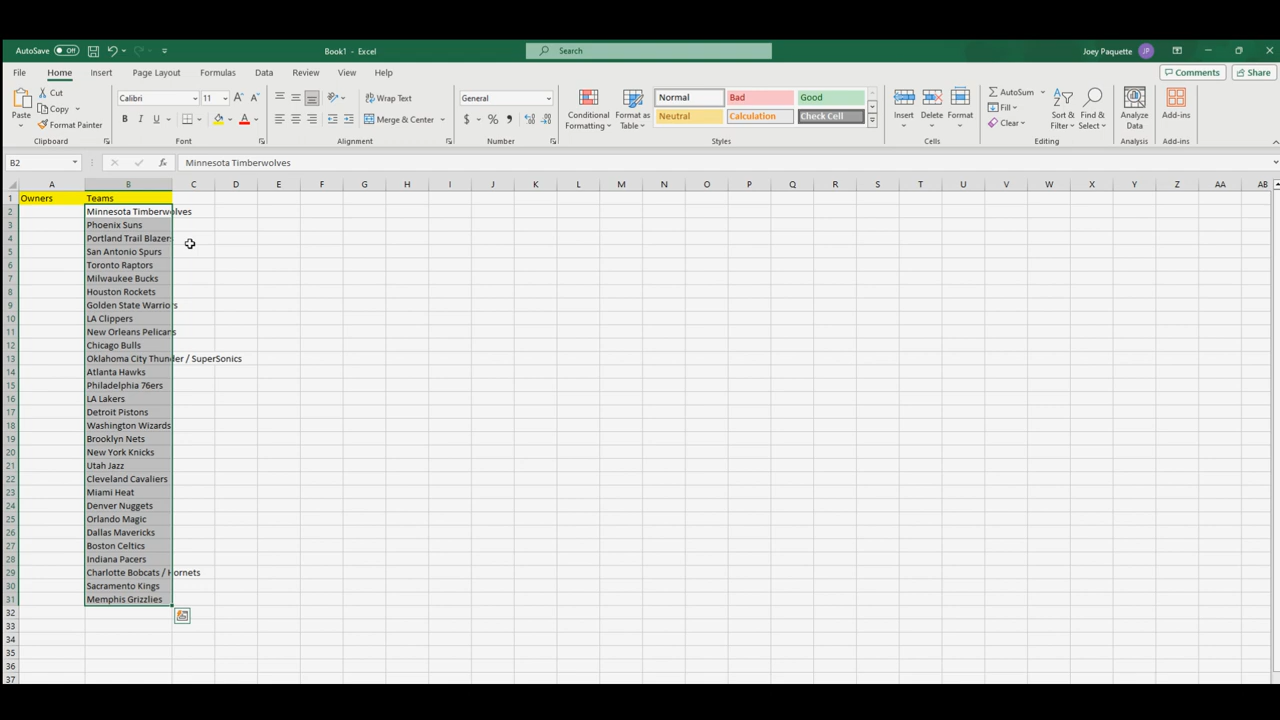 AutoSave Off Book1 - Excel Search Joey Paquette JP
File Home Insert Page Layout Formulas Data Review View Help Comments Share
Paste Cut Copy Format Painter Clipboard
Calibri 11 B I U Font
Wrap Text Merge & Center Alignment
General $ % Number
Conditional Formatting Format as Table Normal Bad Good Neutral Calculation Check Cell Styles
Insert Delete Format Cells
AutoSum Fill Clear Sort & Filter Find & Select Editing
Analyze Data Analysis
Add-ins Add-ins
B2 fx Minnesota Timberwolves
A B C D E F G H I J K L M N O P Q R S T U V W X Y Z AA AB
1 Owners Teams
2 Minnesota Timberwolves
3 Phoenix Suns
4 Portland Trail Blazers
5 San Antonio Spurs
6 Toronto Raptors
7 Milwaukee Bucks
8 Houston Rockets
9 Golden State Warriors
10 LA Clippers
11 New Orleans Pelicans
12 Chicago Bulls
13 Oklahoma City Thunder / SuperSonics
14 Atlanta Hawks
15 Philadelphia 76ers
16 LA Lakers
17 Detroit Pistons
18 Washington Wizards
19 Brooklyn Nets
20 New York Knicks
21 Utah Jazz
22 Cleveland Cavaliers
23 Miami Heat
24 Denver Nuggets
25 Orlando Magic
26 Dallas Mavericks
27 Boston Celtics
28 Indiana Pacers
29 Charlotte Bobcats / Hornets
30 Sacramento Kings
31 Memphis Grizzlies
32
33
34
35
36
37